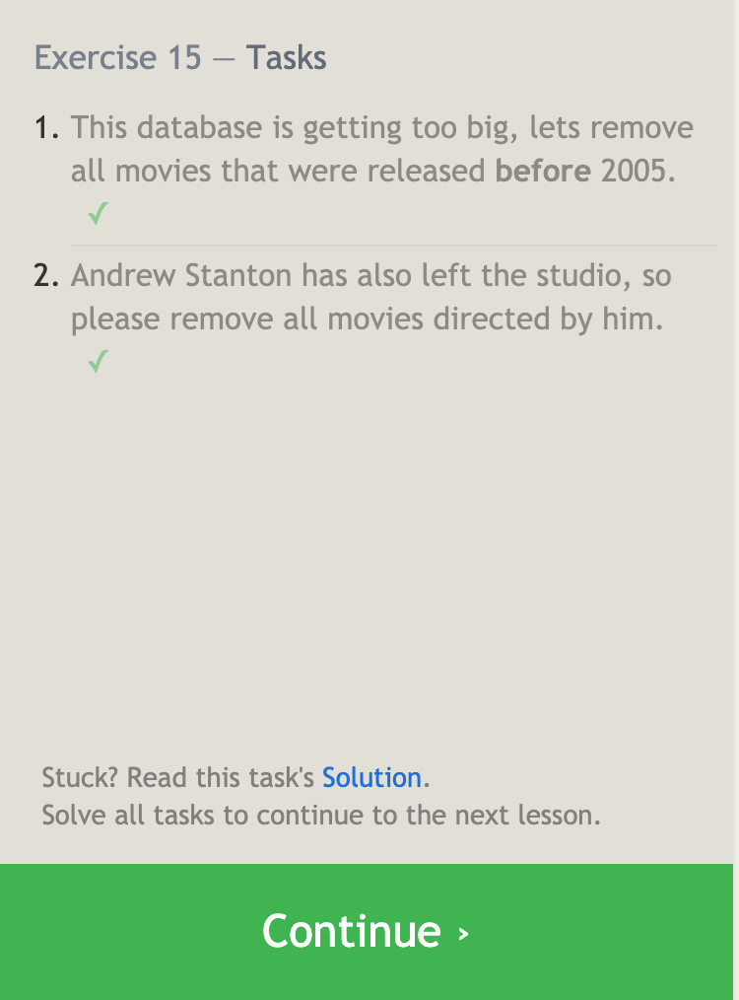 Exercise 15 — Tasks
1. This database is getting too big, lets remove
all movies that were released before 2005.
✓
2. Andrew Stanton has also left the studio, so
please remove all movies directed by him.
✓
Stuck? Read this task's Solution.
Solve all tasks to continue to the next lesson.
Continue ›